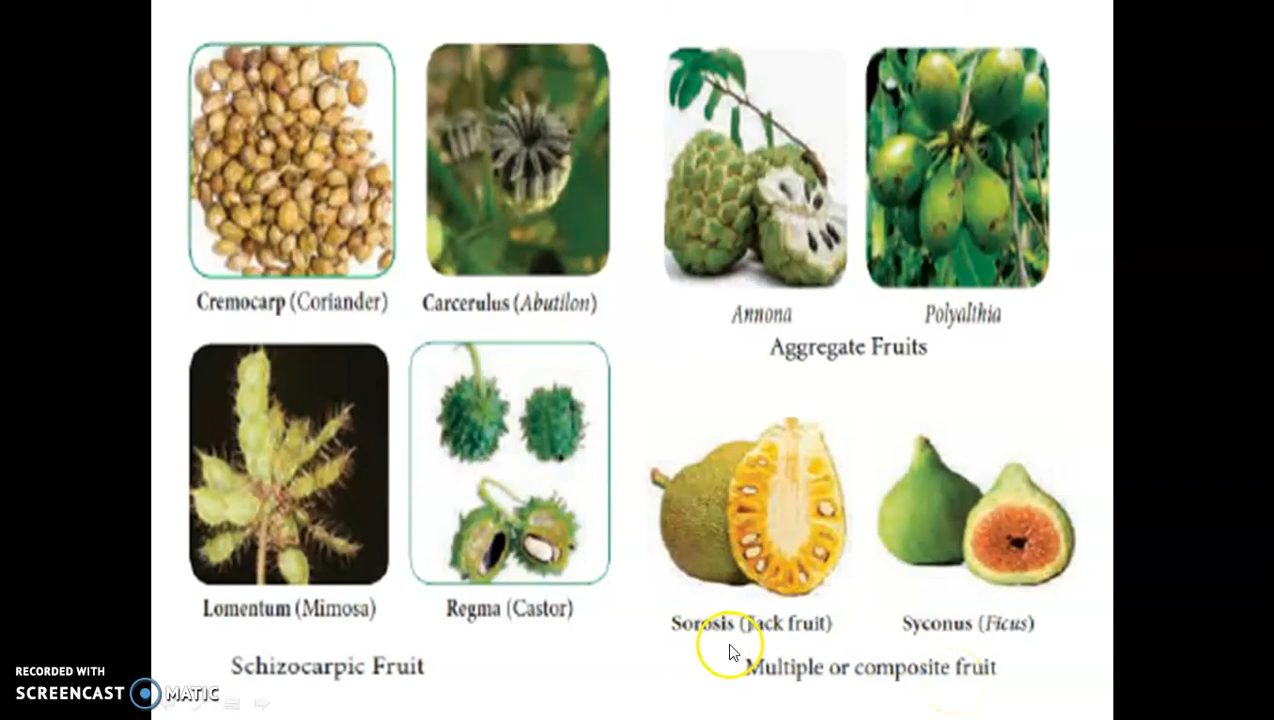 Cremocarp (Coriander)
Carcerulus (Abutilon)
Annona
Polyalthia
Aggregate Fruits
Lomentum (Mimosa)
Regma (Castor)
Sorosis (Jack fruit)
Syconus (Ficus)
Schizocarpic Fruit
Multiple or composite fruit
RECORDED WITH
SCREENCAST MATIC